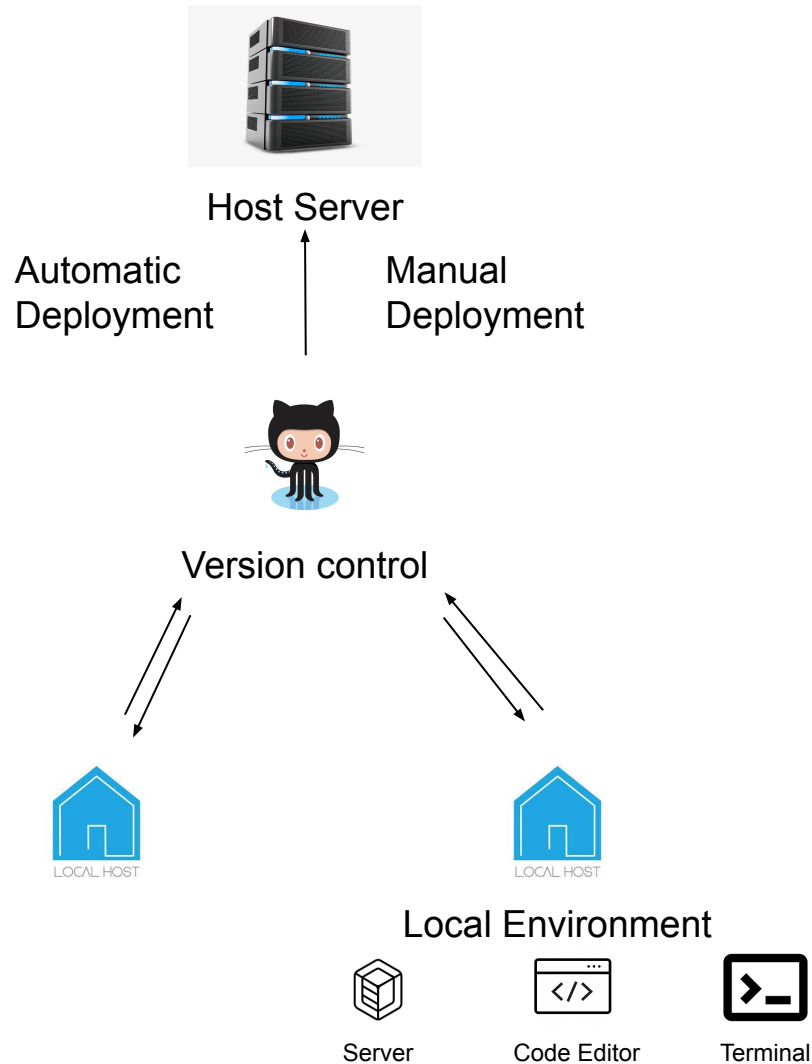 Host Server
Automatic
Deployment
Manual
Deployment
Version control
LOCAL HOST
LOCAL HOST
Local Environment
</>
>_
Server
Code Editor
Terminal